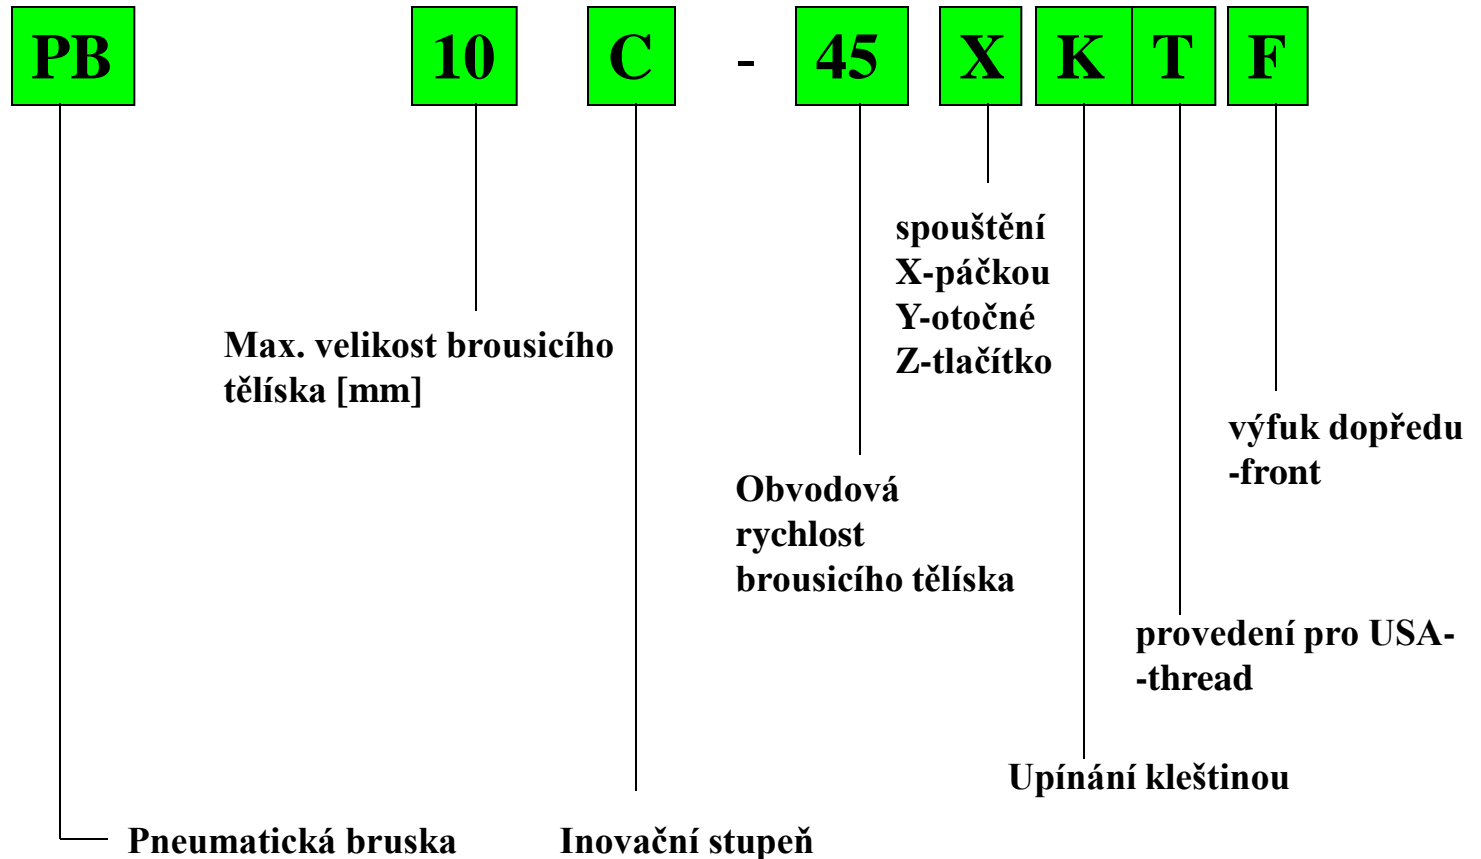 PB 10 C - 45 X K T F
spouštění
X-páčkou
Y-otočné
Z-tlačítko
Max. velikost brousicího
tělíska [mm]
výfuk dopředu
-front
Obvodová
rychlost
brousicího tělíska
provedení pro USA-
-thread
Upínání kleštinou
Pneumatická bruska
Inovační stupeň